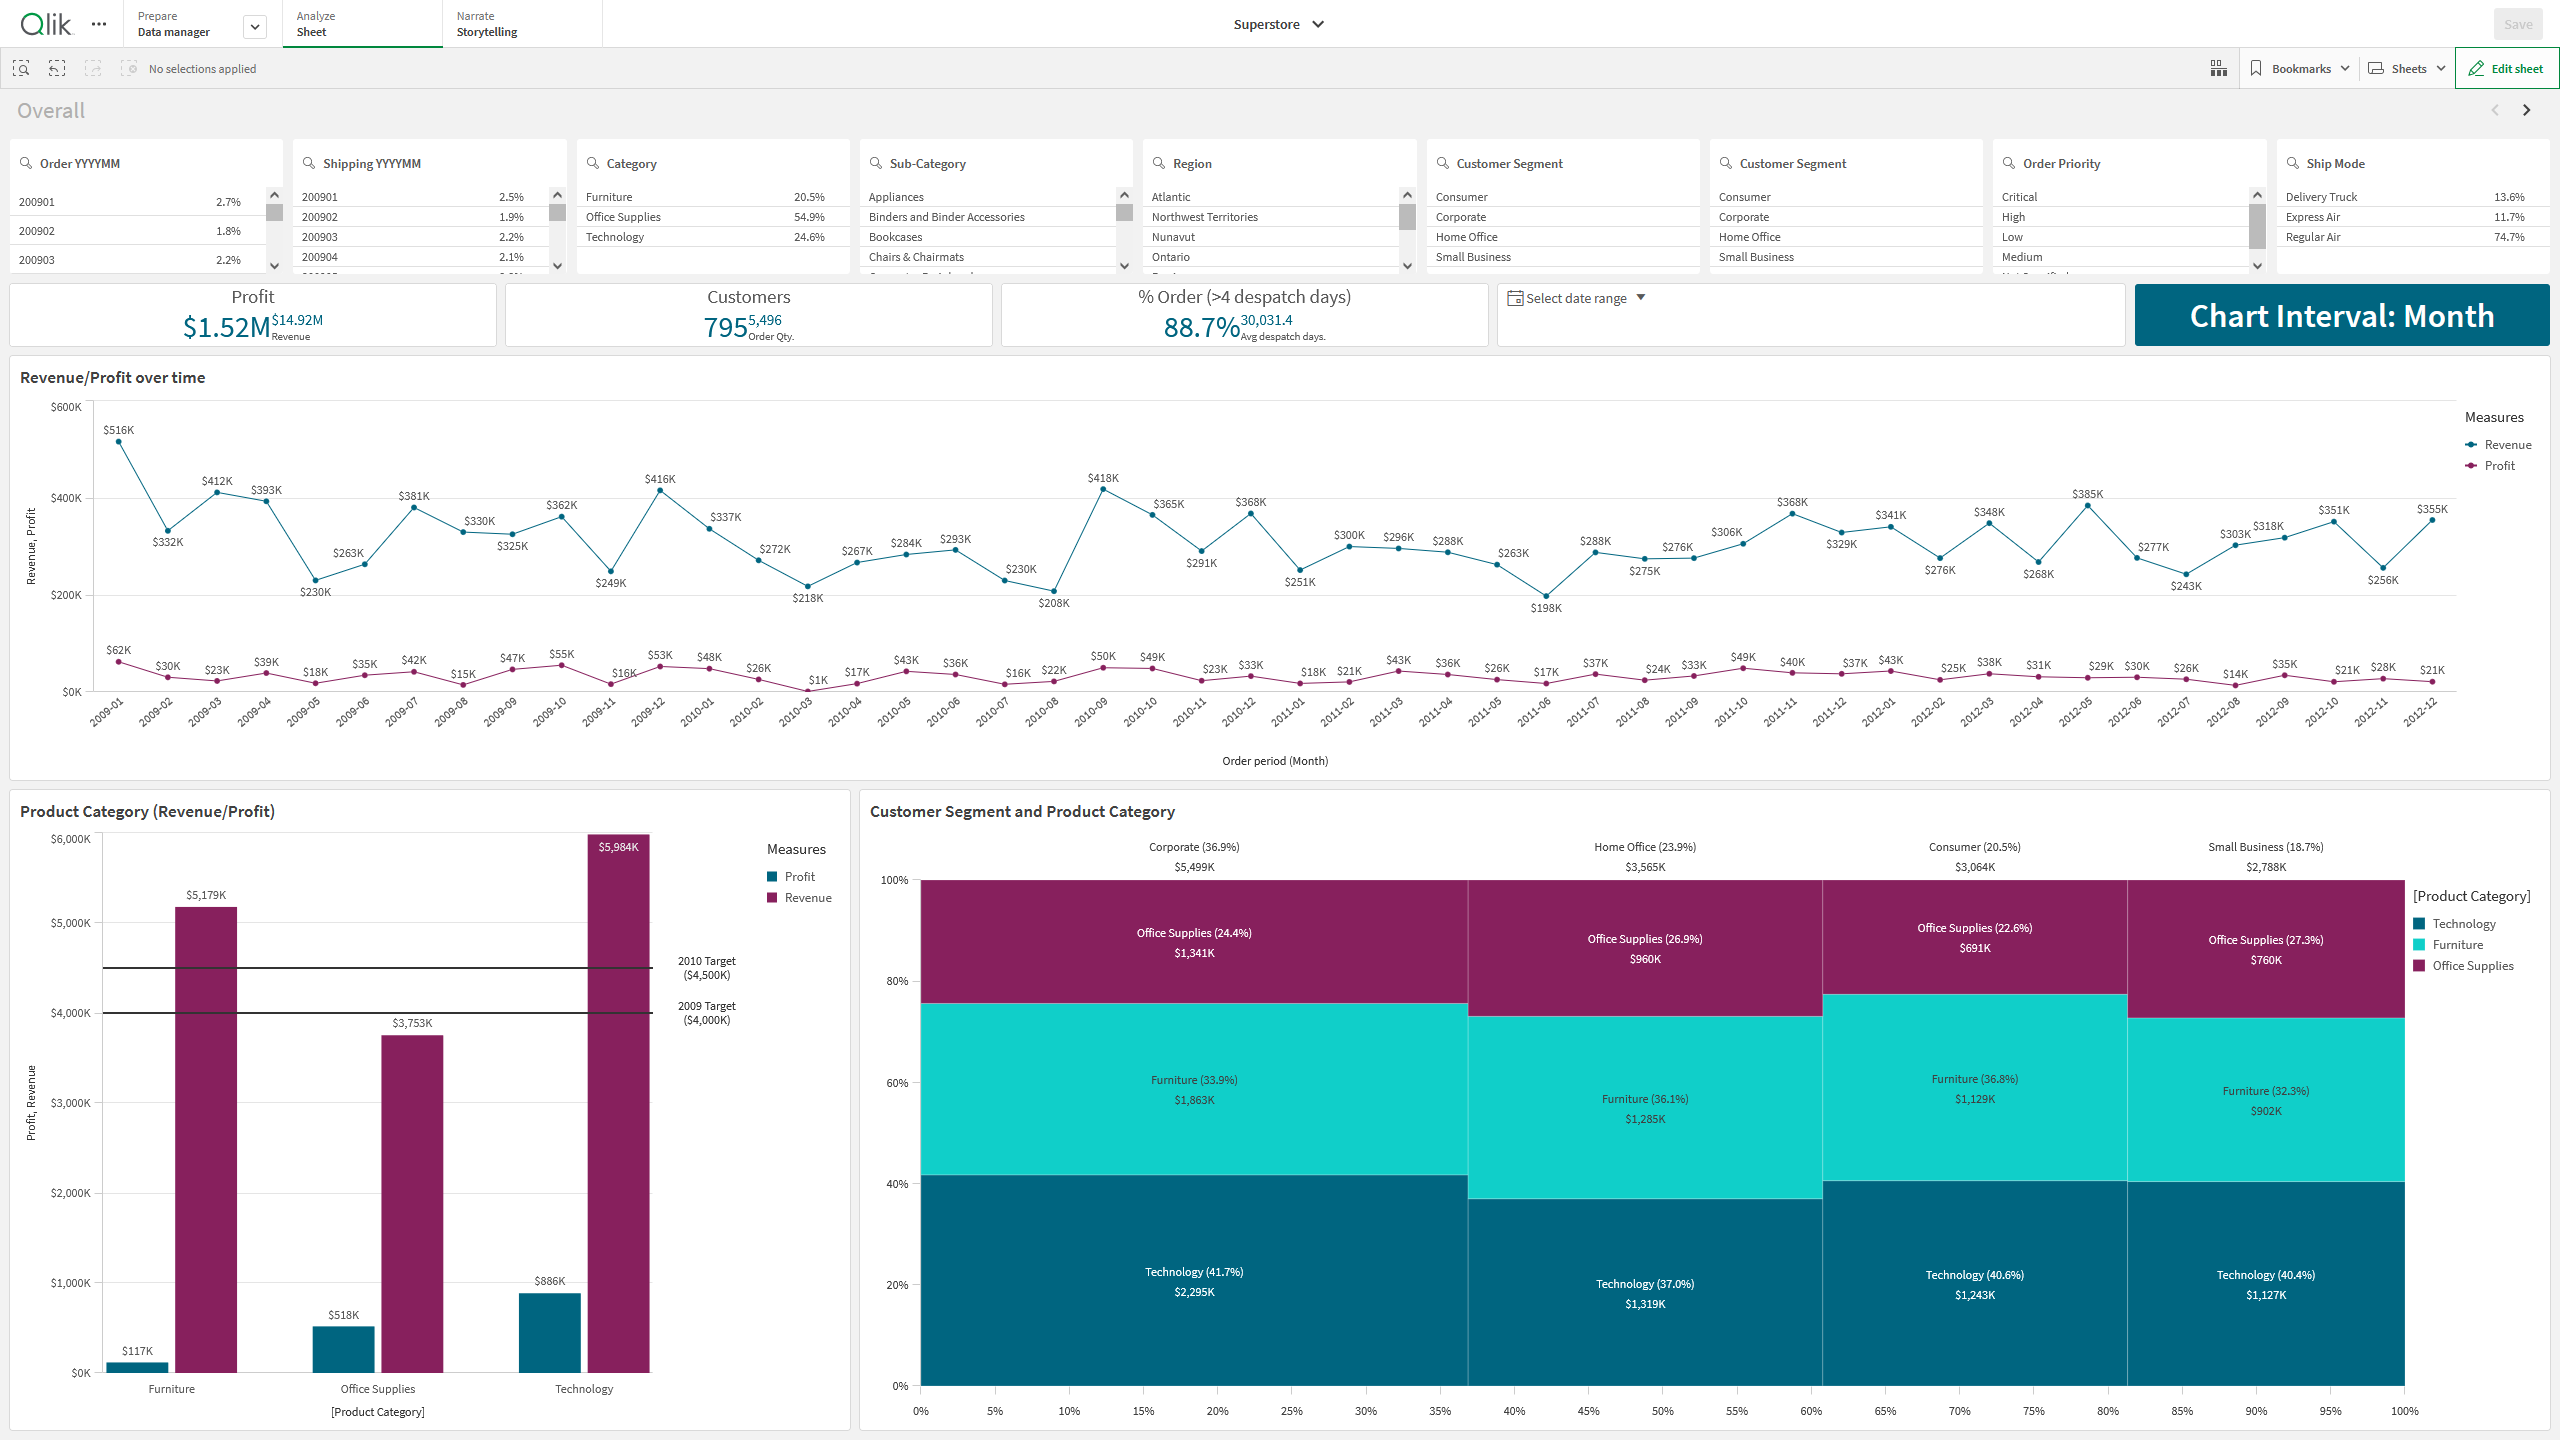 Qlik
Prepare
Data manager
Analyze
Sheet
Narrate
Storytelling
Superstore
Save
No selections applied
Bookmarks
Sheets
Edit sheet
Overall
Order YYYYMM
200901 2.7%
200902 1.8%
200903 2.2%
Shipping YYYYMM
200901 2.5%
200902 1.9%
200903 2.2%
200904 2.1%
Category
Furniture 20.5%
Office Supplies 54.9%
Technology 24.6%
Sub-Category
Appliances
Binders and Binder Accessories
Bookcases
Chairs & Chairmats
Region
Atlantic
Northwest Territories
Nunavut
Ontario
Customer Segment
Consumer
Corporate
Home Office
Small Business
Customer Segment
Consumer
Corporate
Home Office
Small Business
Order Priority
Critical
High
Low
Medium
Ship Mode
Delivery Truck 13.6%
Express Air 11.7%
Regular Air 74.7%
Profit
$1.52M $14.92M
Revenue
Customers
795 5,496
Order Qty.
% Order (>4 despatch days)
88.7% 30,031.4
Avg despatch days.
Select date range
Chart Interval: Month
Revenue/Profit over time
Revenue, Profit
$600K
$400K
$200K
$0K
$516K $332K $412K $393K $230K $263K $381K $330K $325K $362K $249K $416K $337K $272K $218K $267K $284K $293K $230K $208K $418K $365K $291K $368K $251K $300K $296K $288K $263K $198K $288K $275K $276K $306K $368K $329K $341K $276K $348K $268K $385K $277K $243K $303K $318K $351K $256K $355K
$62K $30K $23K $39K $18K $35K $42K $15K $47K $55K $16K $53K $48K $26K $1K $17K $43K $36K $16K $22K $50K $49K $23K $33K $18K $21K $43K $36K $26K $17K $37K $24K $33K $49K $40K $37K $43K $25K $38K $31K $29K $30K $26K $14K $35K $21K $28K $21K
2009-01 2009-02 2009-03 2009-04 2009-05 2009-06 2009-07 2009-08 2009-09 2009-10 2009-11 2009-12 2010-01 2010-02 2010-03 2010-04 2010-05 2010-06 2010-07 2010-08 2010-09 2010-10 2010-11 2010-12 2011-01 2011-02 2011-03 2011-04 2011-05 2011-06 2011-07 2011-08 2011-09 2011-10 2011-11 2011-12 2012-01 2012-02 2012-03 2012-04 2012-05 2012-06 2012-07 2012-08 2012-09 2012-10 2012-11 2012-12
Order period (Month)
Measures
Revenue
Profit
Product Category (Revenue/Profit)
Profit, Revenue
$6,000K
$5,000K
$4,000K
$3,000K
$2,000K
$1,000K
$0K
$117K
$5,179K
$518K
$3,753K
$886K
$5,984K
2010 Target
($4,500K)
2009 Target
($4,000K)
Furniture Office Supplies Technology
[Product Category]
Measures
Profit
Revenue
Customer Segment and Product Category
Corporate (36.9%)
$5,499K
Home Office (23.9%)
$3,565K
Consumer (20.5%)
$3,064K
Small Business (18.7%)
$2,788K
100%
80%
60%
40%
20%
0%
Office Supplies (24.4%)
$1,341K
Office Supplies (26.9%)
$960K
Office Supplies (22.6%)
$691K
Office Supplies (27.3%)
$760K
Furniture (33.9%)
$1,863K
Furniture (36.1%)
$1,285K
Furniture (36.8%)
$1,129K
Furniture (32.3%)
$902K
Technology (41.7%)
$2,295K
Technology (37.0%)
$1,319K
Technology (40.6%)
$1,243K
Technology (40.4%)
$1,127K
0% 5% 10% 15% 20% 25% 30% 35% 40% 45% 50% 55% 60% 65% 70% 75% 80% 85% 90% 95% 100%
[Product Category]
Technology
Furniture
Office Supplies